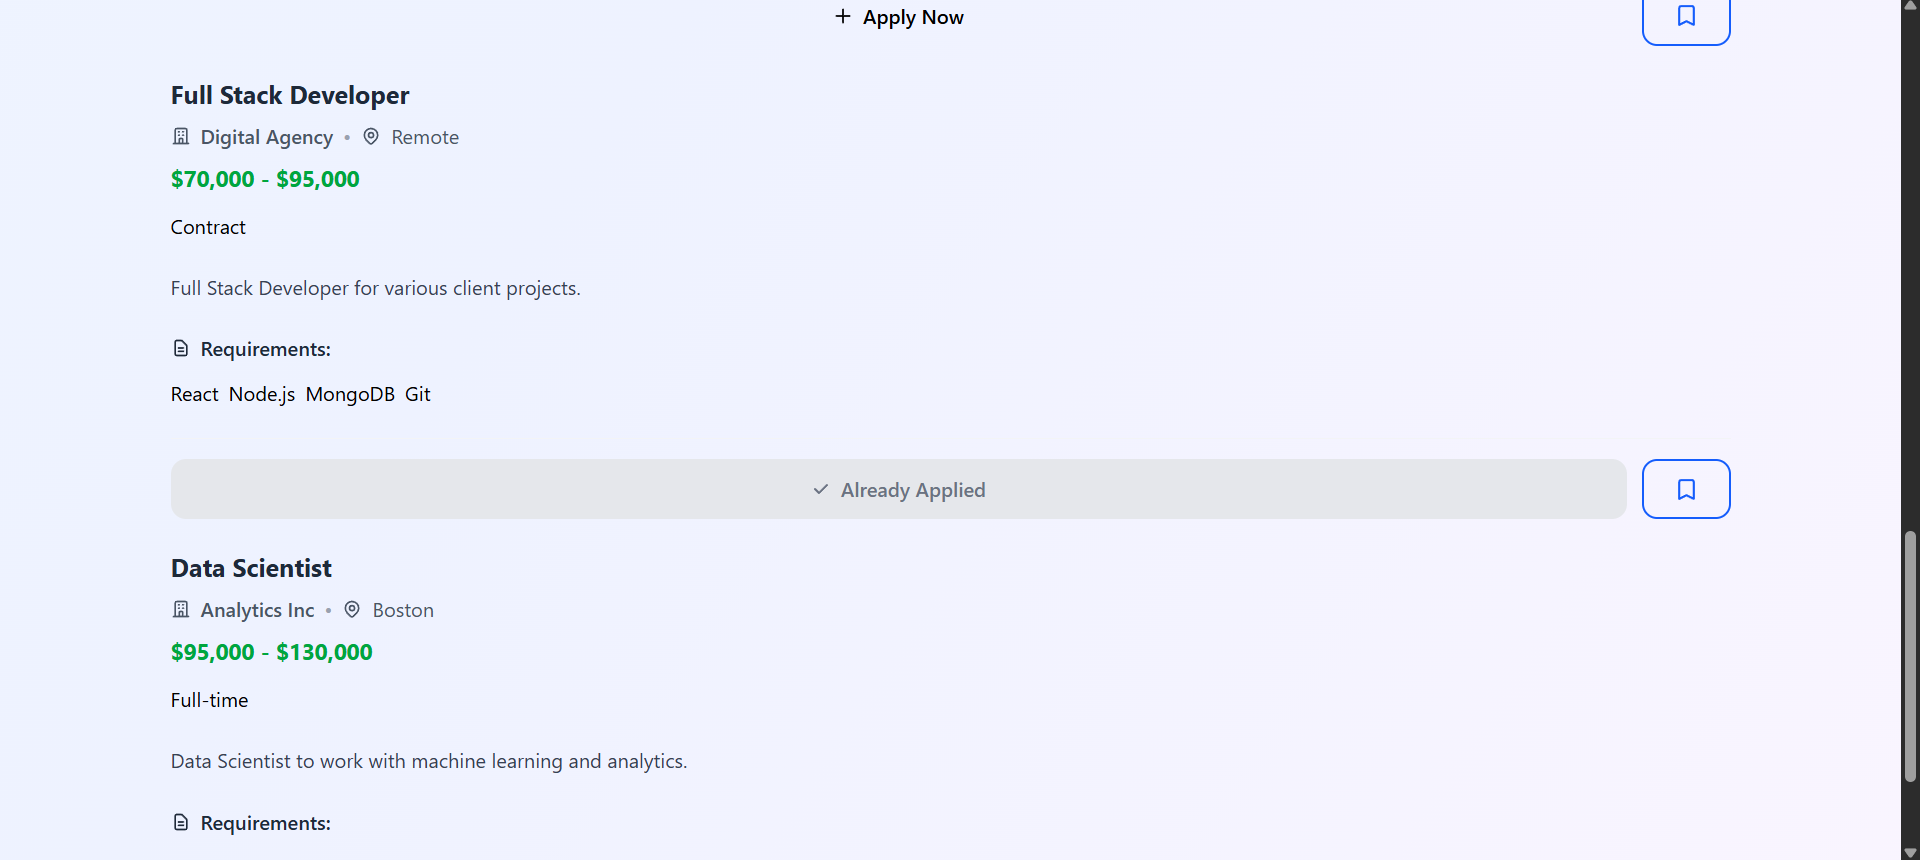 Apply Now
Full Stack Developer
Digital Agency • Remote
$70,000 - $95,000
Contract
Full Stack Developer for various client projects.
Requirements:
React Node.js MongoDB Git
Already Applied
Data Scientist
Analytics Inc • Boston
$95,000 - $130,000
Full-time
Data Scientist to work with machine learning and analytics.
Requirements: